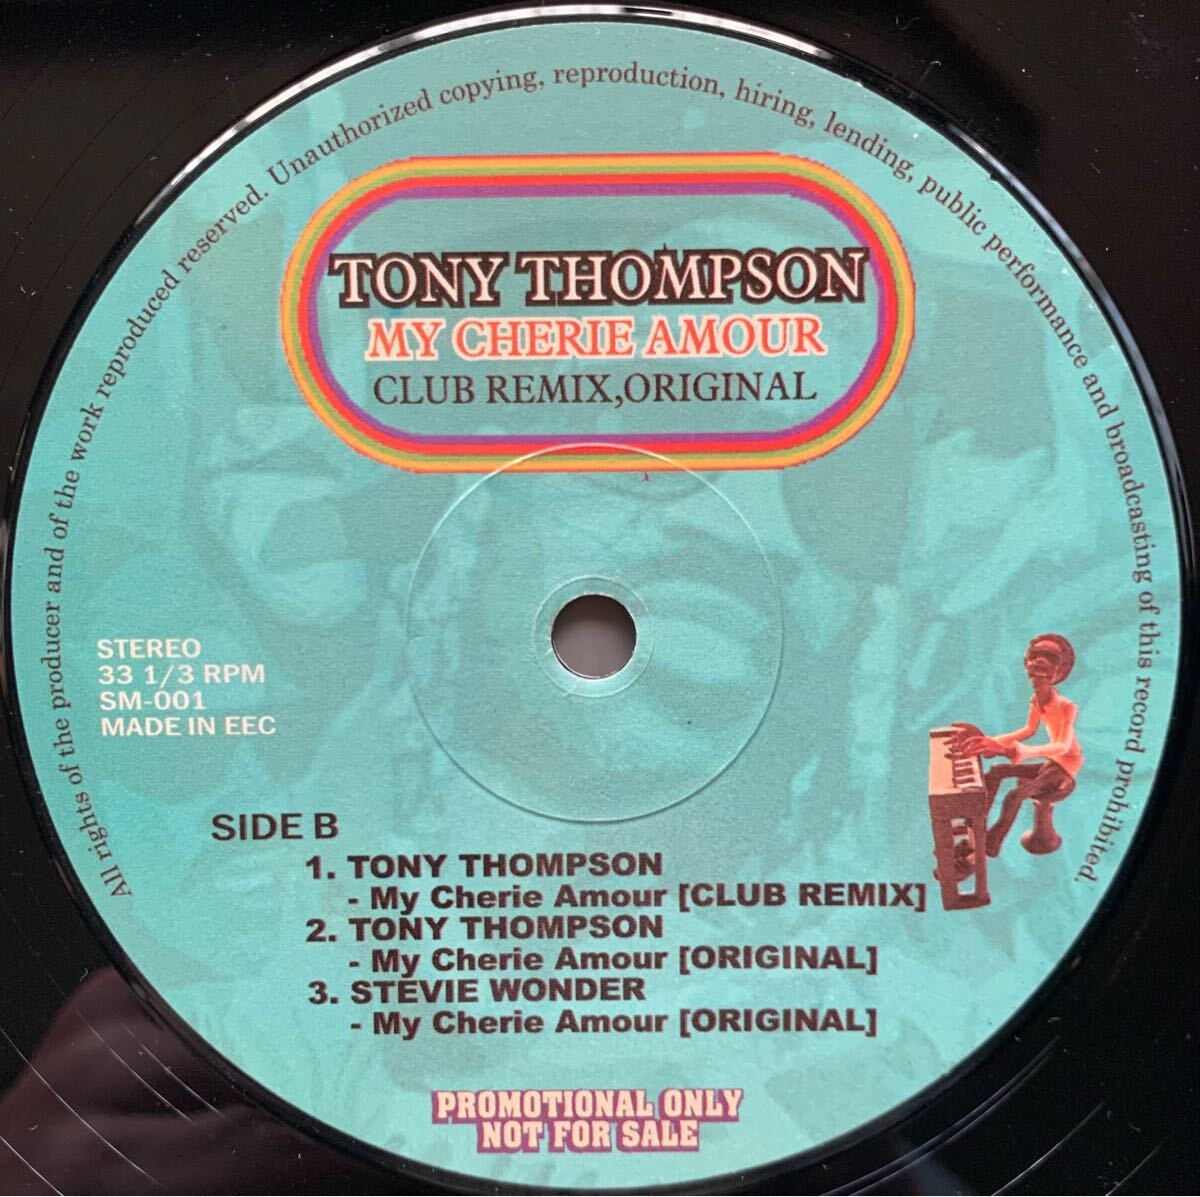 All rights of the producer and of the work reproduced reserved. Unauthorized copying, reproduction, hiring, lending, public performance and broadcasting of this record prohibited.
TONY THOMPSON
MY CHERIE AMOUR
CLUB REMIX,ORIGINAL
STEREO
33 1/3 RPM
SM-001
MADE IN EEC
SIDE B
1. TONY THOMPSON
- My Cherie Amour [CLUB REMIX]
2. TONY THOMPSON
- My Cherie Amour [ORIGINAL]
3. STEVIE WONDER
- My Cherie Amour [ORIGINAL]
PROMOTIONAL ONLY
NOT FOR SALE